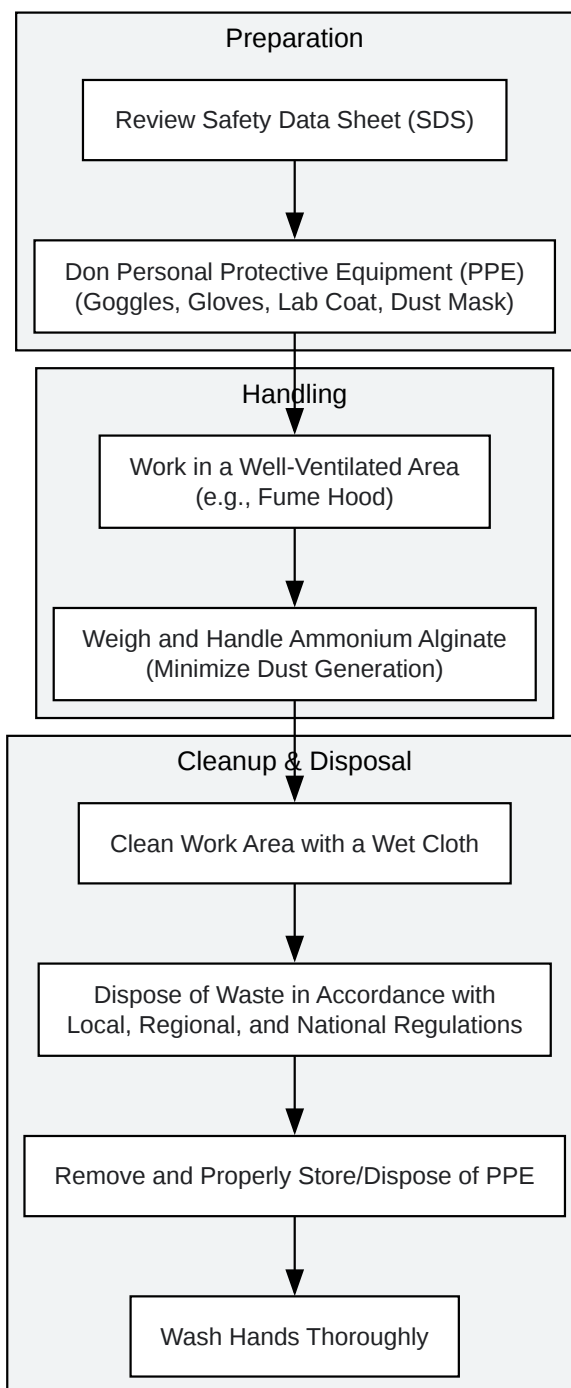 Preparation
Review Safety Data Sheet (SDS)
Don Personal Protective Equipment (PPE)
(Goggles, Gloves, Lab Coat, Dust Mask)
Handling
Work in a Well-Ventilated Area
(e.g., Fume Hood)
Weigh and Handle Ammonium Alginate
(Minimize Dust Generation)
Cleanup & Disposal
Clean Work Area with a Wet Cloth
Dispose of Waste in Accordance with
Local, Regional, and National Regulations
Remove and Properly Store/Dispose of PPE
Wash Hands Thoroughly